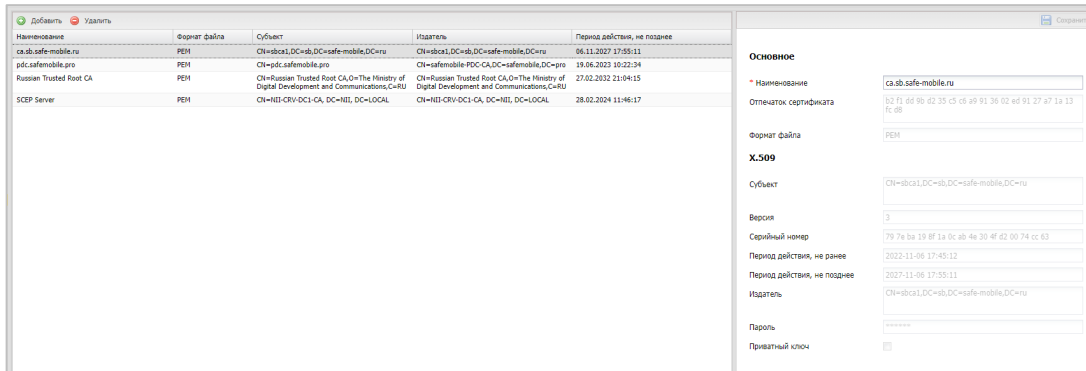 Добавить Удалить
Сохранить
Наименование Формат файла Субъект Издатель Период действия, не позднее
ca.sb.safe-mobile.ru PEM CN=sbca1,DC=sb,DC=safe-mobile,DC=ru CN=sbca1,DC=sb,DC=safe-mobile,DC=ru 06.11.2027 17:55:11
pdc.safemobile.pro PEM CN=pdc.safemobile.pro CN=safemobile-PDC-CA,DC=safemobile,DC=pro 19.06.2023 10:22:34
Russian Trusted Root CA PEM CN=Russian Trusted Root CA,O=The Ministry of CN=Russian Trusted Root CA,O=The Ministry of 27.02.2032 21:04:15
Digital Development and Communications,C=RU Digital Development and Communications,C=RU
SCEP Server PEM CN=NII-CRV-DC1-CA, DC=NII, DC=LOCAL CN=NII-CRV-DC1-CA, DC=NII, DC=LOCAL 28.02.2024 11:46:17
Основное
* Наименование ca.sb.safe-mobile.ru
Отпечаток сертификата b2 f1 dd 9b d2 35 c5 c6 a9 91 36 02 ed 91 27 a7 1a 13
fc d8
Формат файла PEM
X.509
Субъект CN=sbca1,DC=sb,DC=safe-mobile,DC=ru
Версия 3
Серийный номер 79 7e ba 19 8f 1a 0c ab 4e 30 4f d2 00 74 cc 63
Период действия, не ранее 2022-11-06 17:45:12
Период действия, не позднее 2027-11-06 17:55:11
Издатель CN=sbca1,DC=sb,DC=safe-mobile,DC=ru
Пароль ******
Приватный ключ